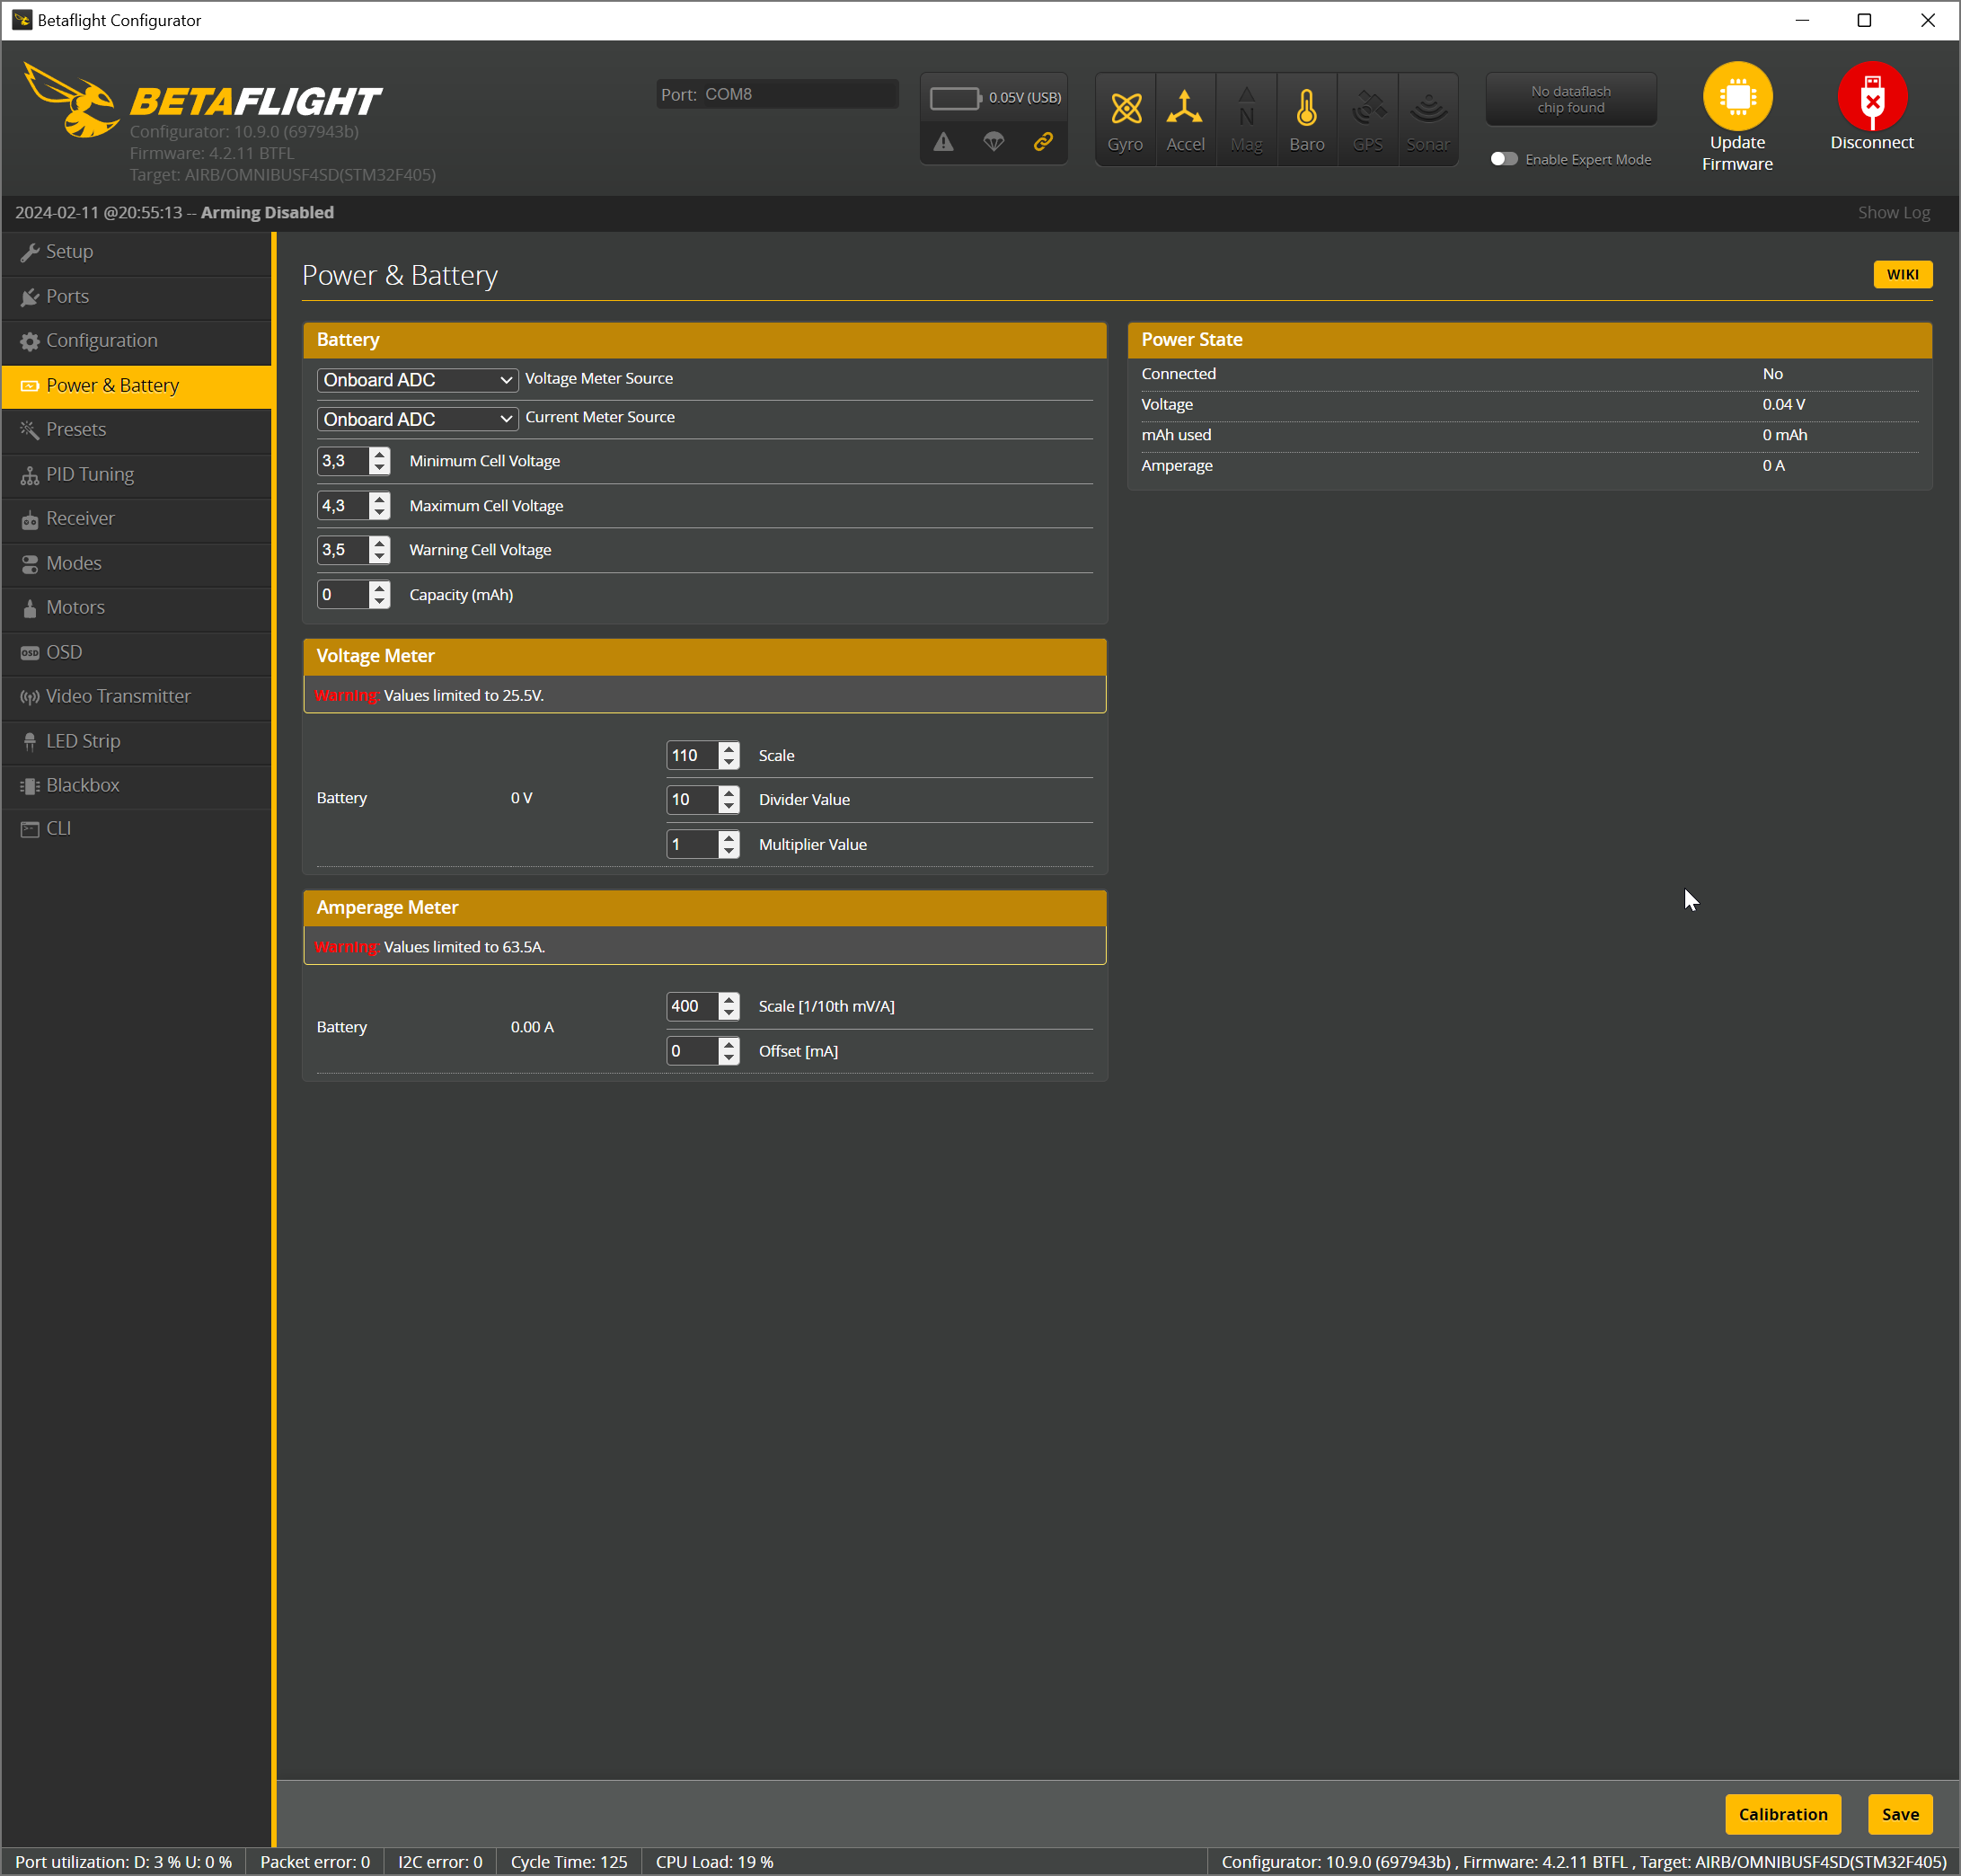 Betaflight Configurator
BETAFLIGHT
Configurator: 10.9.0 (697943b)
Firmware: 4.2.11 BTFL
Target: AIRB/OMNIBUSF4SD(STM32F405)
Port: COM8
0.05V (USB)
Gyro
Accel
N
Mag
Baro
GPS
Sonar
No dataflash
chip found
Enable Expert Mode
Update
Firmware
Disconnect
2024-02-11 @20:55:13 -- Arming Disabled
Show Log
Setup
Ports
Configuration
Power & Battery
Presets
PID Tuning
Receiver
Modes
Motors
OSD OSD
Video Transmitter
LED Strip
Blackbox
CLI
Power & Battery
WIKI
Battery
Onboard ADC Voltage Meter Source
Onboard ADC Current Meter Source
3,3 Minimum Cell Voltage
4,3 Maximum Cell Voltage
3,5 Warning Cell Voltage
0 Capacity (mAh)
Power State
Connected No
Voltage 0.04 V
mAh used 0 mAh
Amperage 0 A
Voltage Meter
Warning: Values limited to 25.5V.
Battery 0 V
110 Scale
10 Divider Value
1 Multiplier Value
Amperage Meter
Warning: Values limited to 63.5A.
Battery 0.00 A
400 Scale [1/10th mV/A]
0 Offset [mA]
Calibration
Save
Port utilization: D: 3 % U: 0 %
Packet error: 0
I2C error: 0
Cycle Time: 125
CPU Load: 19 %
Configurator: 10.9.0 (697943b) , Firmware: 4.2.11 BTFL , Target: AIRB/OMNIBUSF4SD(STM32F405)